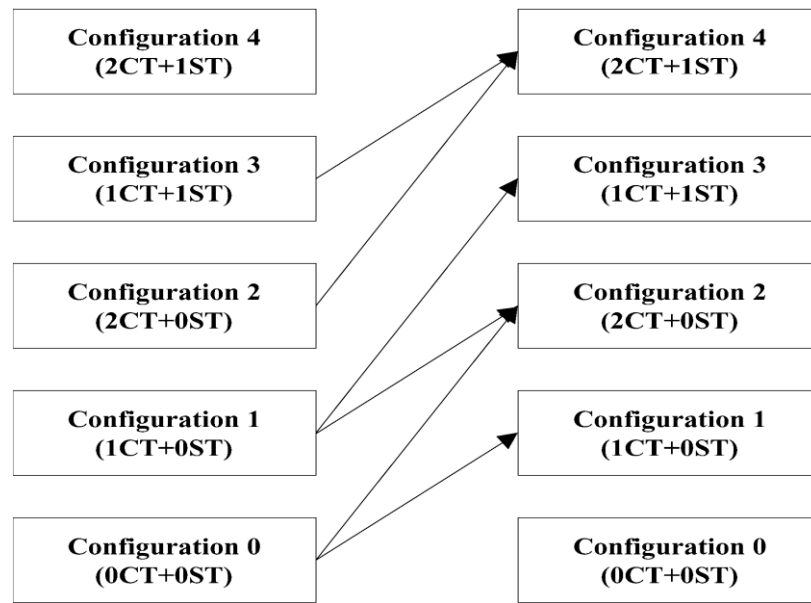 Configuration 4
(2CT+1ST)
Configuration 4
(2CT+1ST)
Configuration 3
(1CT+1ST)
Configuration 3
(1CT+1ST)
Configuration 2
(2CT+0ST)
Configuration 2
(2CT+0ST)
Configuration 1
(1CT+0ST)
Configuration 1
(1CT+0ST)
Configuration 0
(0CT+0ST)
Configuration 0
(0CT+0ST)